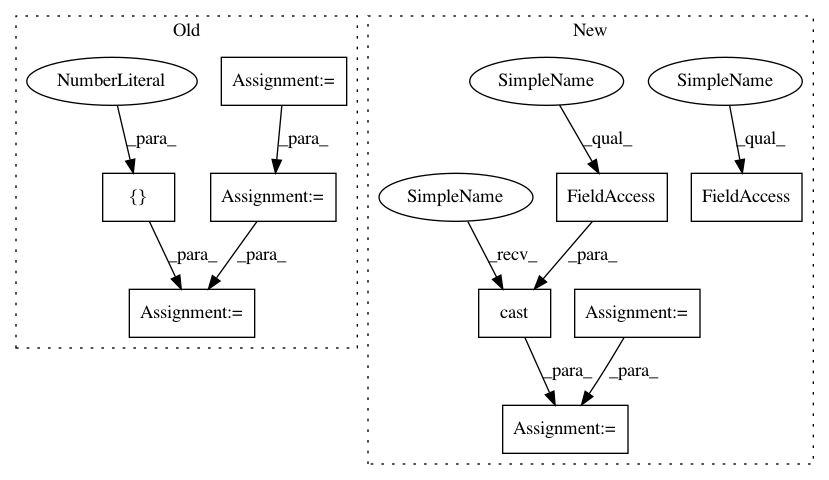 Old
New
NumberLiteral
Assignment:=
SimpleName
SimpleName
_para_
_para_
_qual_
_qual_
{}
Assignment:=
SimpleName
FieldAccess
FieldAccess
_para_
_para_
_recv_
_para_
Assignment:=
cast
Assignment:=
_para_
_para_
Assignment:=